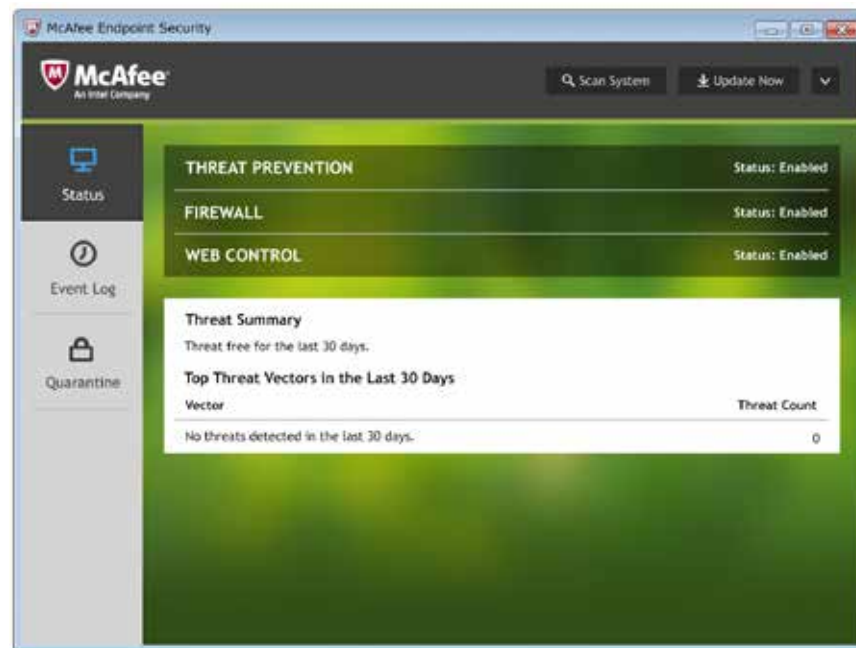 McAfee Endpoint Security
McAfee
An Intel Company
Scan System
Update Now
Status
Event Log
Quarantine
THREAT PREVENTION Status: Enabled
FIREWALL Status: Enabled
WEB CONTROL Status: Enabled
Threat Summary
Threat free for the last 30 days.
Top Threat Vectors in the Last 30 Days
Vector Threat Count
No threats detected in the last 30 days. 0